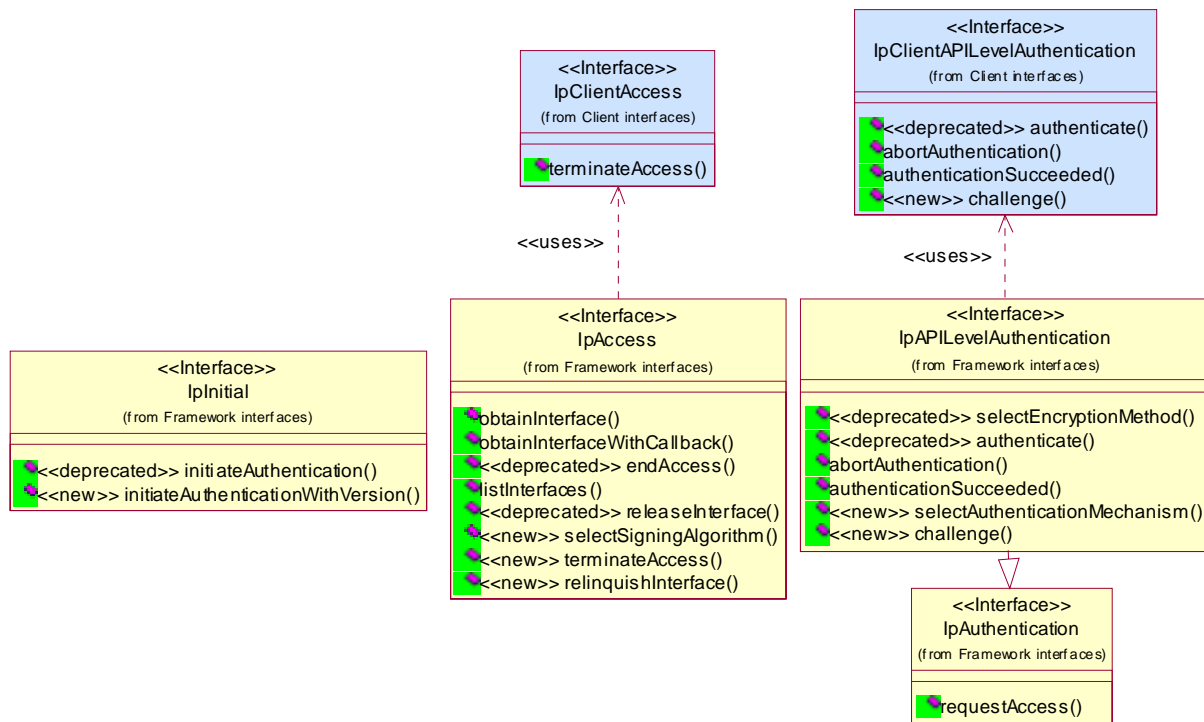 <<Interface>>
IpClientAPILevelAuthentication
(from Client interfaces)
<<deprecated>> authenticate()
abortAuthentication()
authenticationSucceeded()
<<new>> challenge()
<<Interface>>
IpClientAccess
(from Client interfaces)
terminateAccess()
<<uses>>
<<uses>>
<<Interface>>
IpInitial
(from Framework interfaces)
<<deprecated>> initiateAuthentication()
<<new>> initiateAuthenticationWithVersion()
<<Interface>>
IpAccess
(from Framework interfaces)
obtainInterface()
obtainInterfaceWithCallback()
<<deprecated>> endAccess()
listInterfaces()
<<deprecated>> releaseInterface()
<<new>> selectSigningAlgorithm()
<<new>> terminateAccess()
<<new>> relinquishInterface()
<<Interface>>
IpAPILevelAuthentication
(from Framework interfaces)
<<deprecated>> selectEncryptionMethod()
<<deprecated>> authenticate()
abortAuthentication()
authenticationSucceeded()
<<new>> selectAuthenticationMechanism()
<<new>> challenge()
<<Interface>>
IpAuthentication
(from Framework interfaces)
requestAccess()